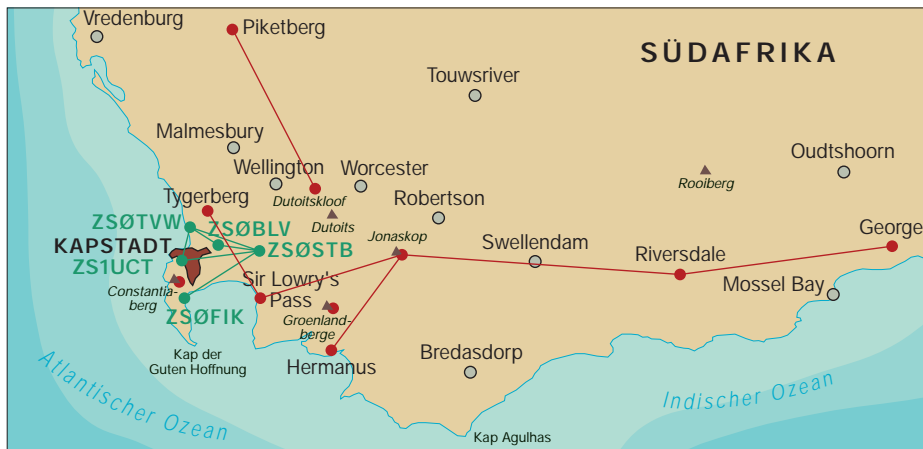 Vredenburg
Piketberg
SÜDAFRIKA
Touwsriver
Malmesbury
Wellington
Worcester
Oudtshoorn
Rooiberg
Dutoitskloof
Tygerberg
Robertson
Dutoits
ZSØTVW
ZSØBLV
KAPSTADT
ZSØSTB
Jonaskop
George
Swellendam
Riversdale
ZS1UCT
Sir Lowry's
Pass
Mossel Bay
Constantia-
berg
ZSØFIK
Groenland-
berge
Kap der
Guten Hoffnung
Hermanus
Bredasdorp
Atlantischer Ozean
Indischer Ozean
Kap Agulhas